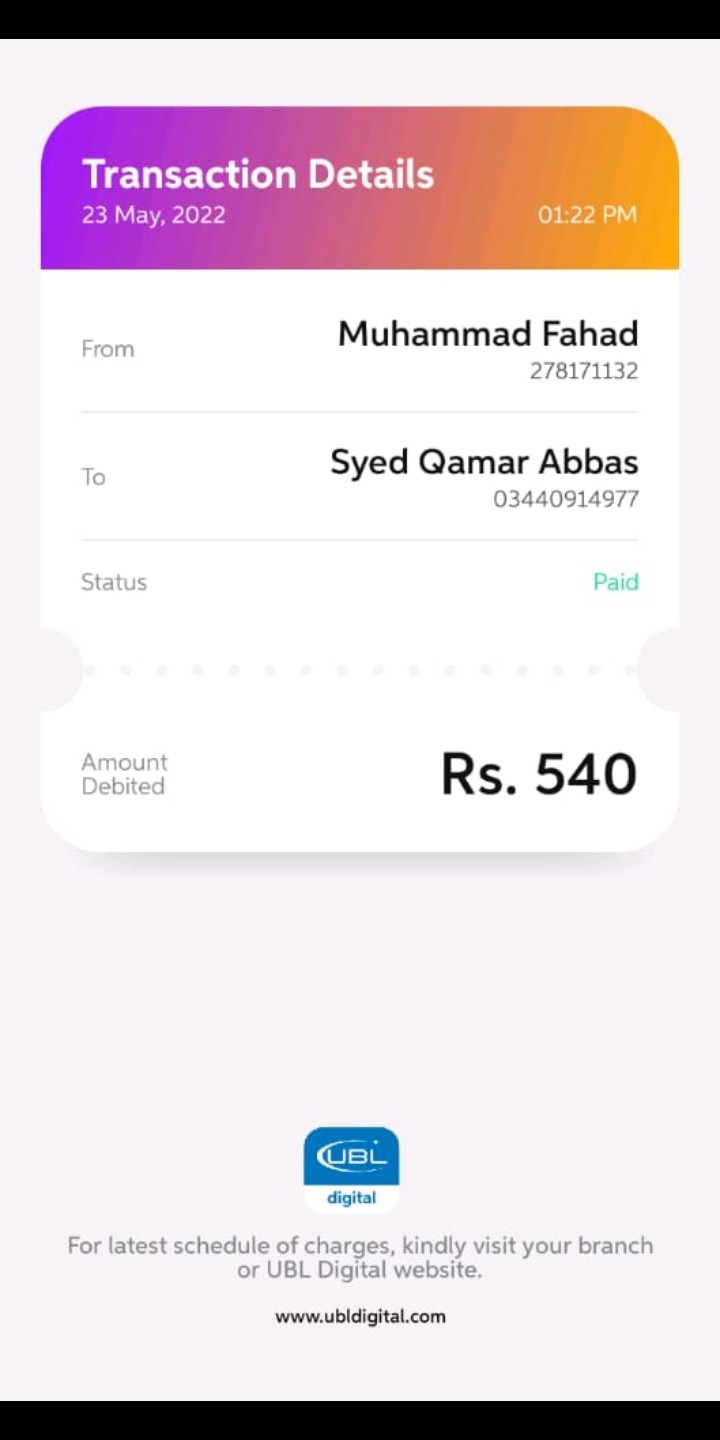 Transaction Details
23 May, 2022 01:22 PM
From
Muhammad Fahad
278171132
To
Syed Qamar Abbas
03440914977
Status Paid
Amount
Debited
Rs. 540
UBL
digital
For latest schedule of charges, kindly visit your branch
or UBL Digital website.
www.ubldigital.com